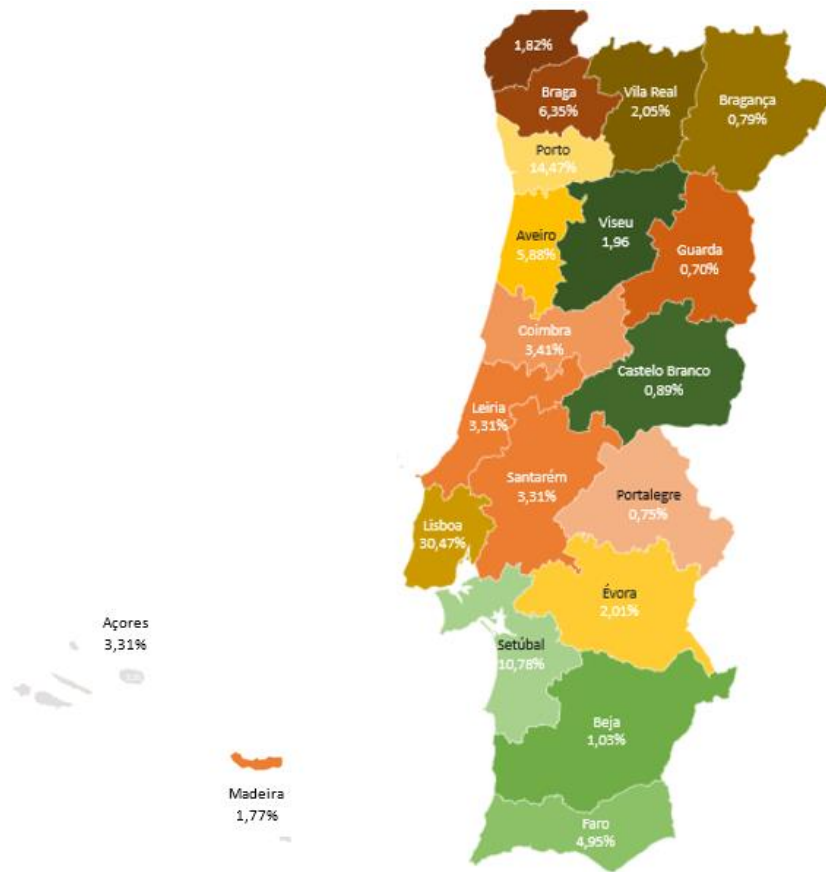 1,82%
Braga
6,35%
Vila Real
2,05%
Bragança
0,79%
Porto
14,47%
Aveiro
5,88%
Viseu
1,96
Guarda
0,70%
Coimbra
3,41%
Castelo Branco
0,89%
Leiria
3,31%
Santarém
3,31%
Portalegre
0,75%
Lisboa
30,47%
Évora
2,01%
Açores
3,31%
Setúbal
10,78%
Beja
1,03%
Madeira
1,77%
Faro
4,95%